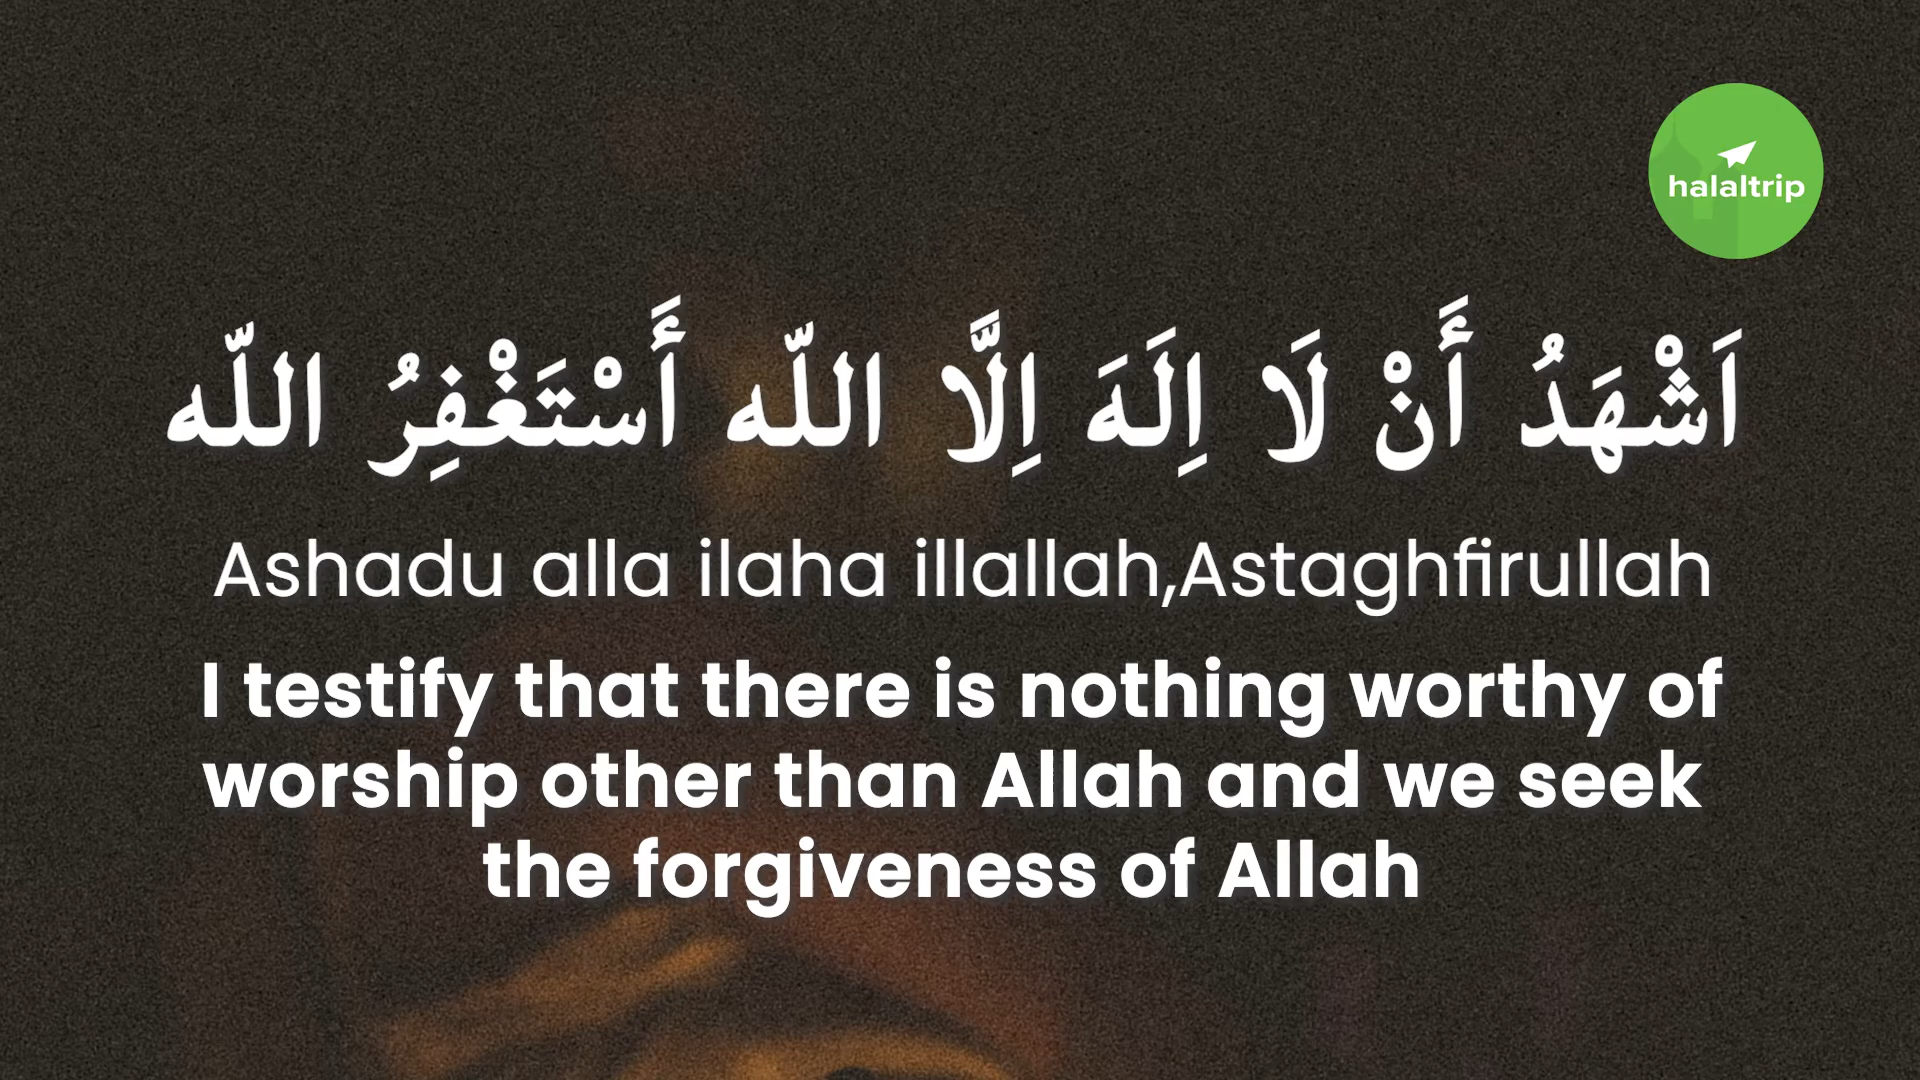 halaltrip
اَشْهَدُ أَنْ لَا اِلَهَ اِلَّا اللّه أَسْتَغْفِرُ اللّه
Ashadu alla ilaha illallah,Astaghfirullah
I testify that there is nothing worthy of
worship other than Allah and we seek
the forgiveness of Allah